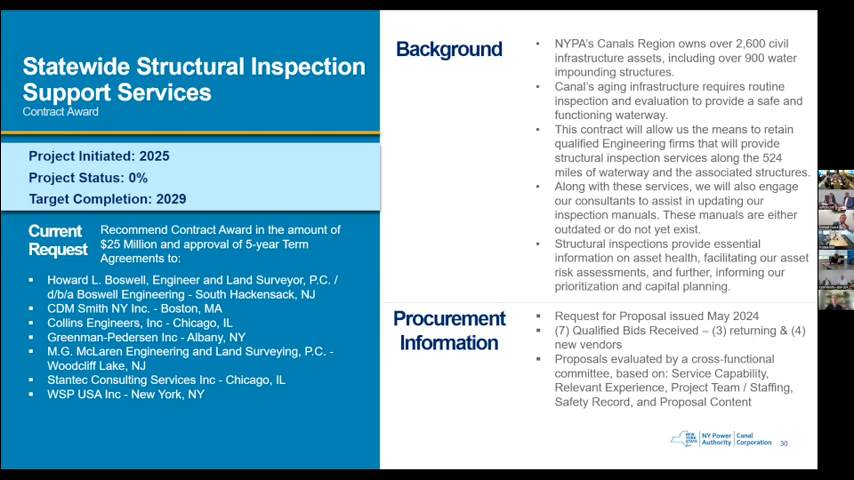 Statewide Structural Inspection
Support Services
Contract Award
Project Initiated: 2025
Project Status: 0%
Target Completion: 2029
Current
Request
Recommend Contract Award in the amount of
$25 Million and approval of 5-year Term
Agreements to:
▪ Howard L. Boswell, Engineer and Land Surveyor, P.C. /
d/b/a Boswell Engineering - South Hackensack, NJ
▪ CDM Smith NY Inc. - Boston, MA
▪ Collins Engineers, Inc - Chicago, IL
▪ Greenman-Pedersen Inc - Albany, NY
▪ M.G. McLaren Engineering and Land Surveying, P.C. -
Woodcliff Lake, NJ
▪ Stantec Consulting Services Inc - Chicago, IL
▪ WSP USA Inc - New York, NY
Background
• NYPA's Canals Region owns over 2,600 civil
infrastructure assets, including over 900 water
impounding structures.
• Canal's aging infrastructure requires routine
inspection and evaluation to provide a safe and
functioning waterway.
• This contract will allow us the means to retain
qualified Engineering firms that will provide
structural inspection services along the 524
miles of waterway and the associated structures.
• Along with these services, we will also engage
our consultants to assist in updating our
inspection manuals. These manuals are either
outdated or do not yet exist.
• Structural inspections provide essential
information on asset health, facilitating our asset
risk assessments, and further, informing our
prioritization and capital planning.
Procurement
Information
▪ Request for Proposal issued May 2024
▪ (7) Qualified Bids Received – (3) returning & (4)
new vendors
▪ Proposals evaluated by a cross-functional
committee, based on: Service Capability,
Relevant Experience, Project Team / Staffing,
Safety Record, and Proposal Content
NEW YORK STATE
NY Power
Authority
Canal
Corporation
30